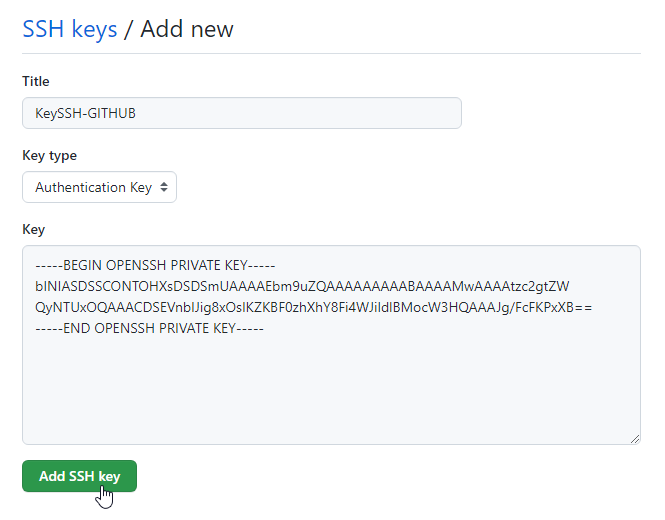 SSH keys / Add new
Title
KeySSH-GITHUB
Key type
Authentication Key
Key
-----BEGIN OPENSSH PRIVATE KEY-----
bINIASDSSCONTOHXsDSDSmUAAAAEbm9uZQAAAAAAAAABAAAAMwAAAAtzc2gtZW
QyNTUxOQAAACDSEVnbIJig8xOsIKZKBF0zhXhY8Fi4WJiIdIBMocW3HQAAAJg/FcFKPxXB==
-----END OPENSSH PRIVATE KEY-----
Add SSH key